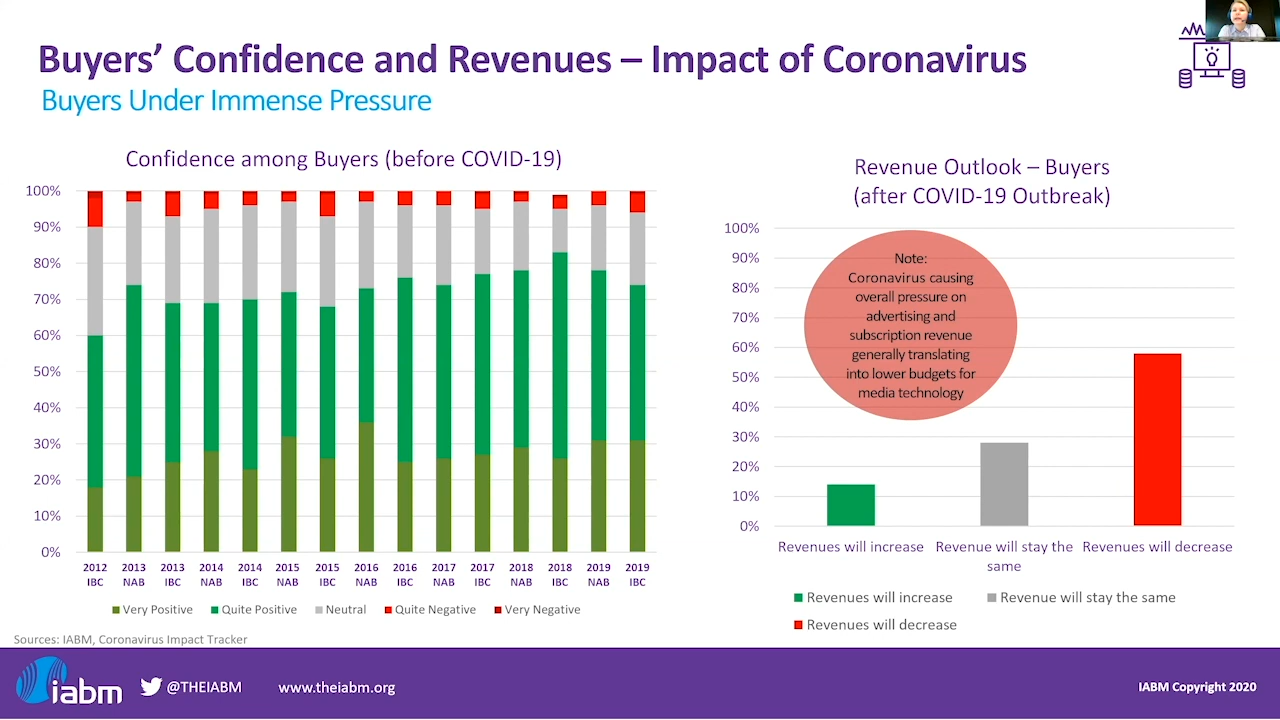 Buyers’ Confidence and Revenues – Impact of Coronavirus
Buyers Under Immense Pressure
Confidence among Buyers (before COVID-19)
100%
90%
80%
70%
60%
50%
40%
30%
20%
10%
0%
2012 2013 2013 2014 2014 2015 2015 2016 2016 2017 2017 2018 2018 2019 2019
IBC NAB IBC NAB IBC NAB IBC NAB IBC NAB IBC NAB IBC NAB IBC
Very Positive Quite Positive Neutral Quite Negative Very Negative
Revenue Outlook – Buyers
(after COVID-19 Outbreak)
100%
90%
80%
70%
60%
50%
40%
30%
20%
10%
0%
Note:
Coronavirus causing
overall pressure on
advertising and
subscription revenue
generally translating
into lower budgets for
media technology
Revenues will increase Revenue will stay the Revenues will decrease
same
Revenues will increase Revenue will stay the same
Revenues will decrease
Sources: IABM, Coronavirus Impact Tracker
iabm @THEIABM www.theiabm.org IABM Copyright 2020